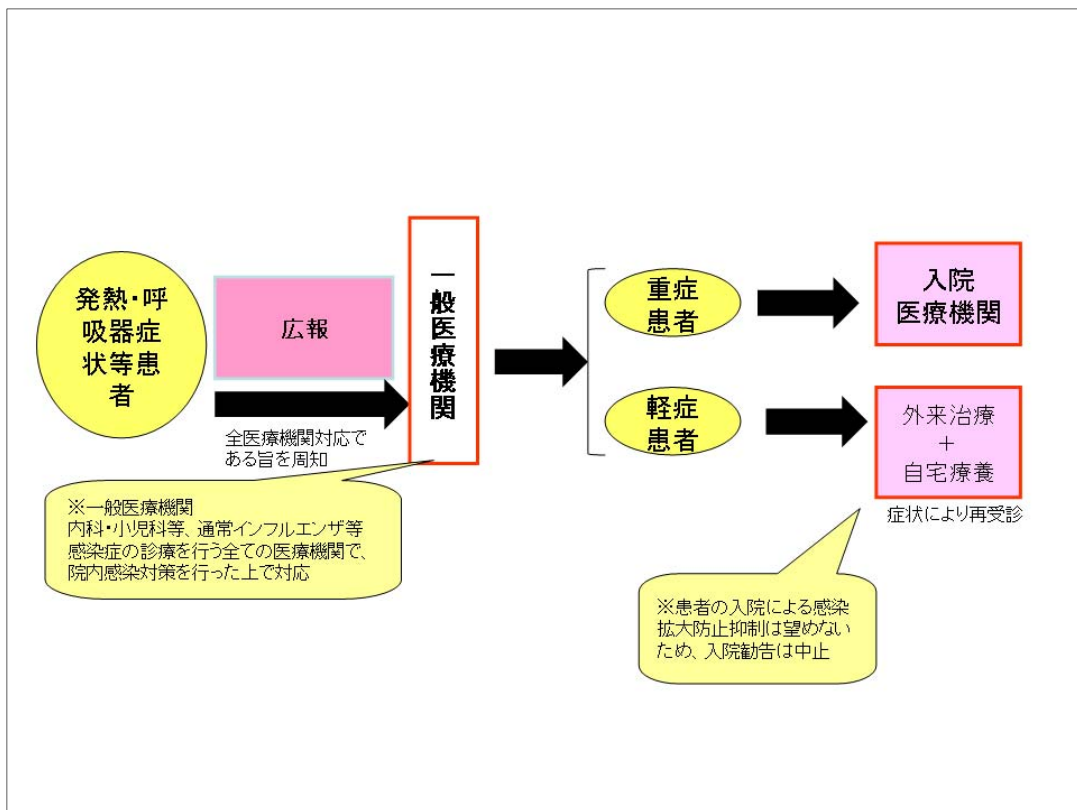 発熱・呼
吸器症
状等患
者
広報
全医療機関対応で
ある旨を周知
一般医療機関
※一般医療機関
内科・小児科等、通常インフルエンザ等
感染症の診療を行う全ての医療機関で、
院内感染対策を行った上で対応
重症
患者
入院
医療機関
軽症
患者
外来治療
＋
自宅療養
症状により再受診
※患者の入院による感染
拡大防止抑制は望めない
ため、入院勧告は中止